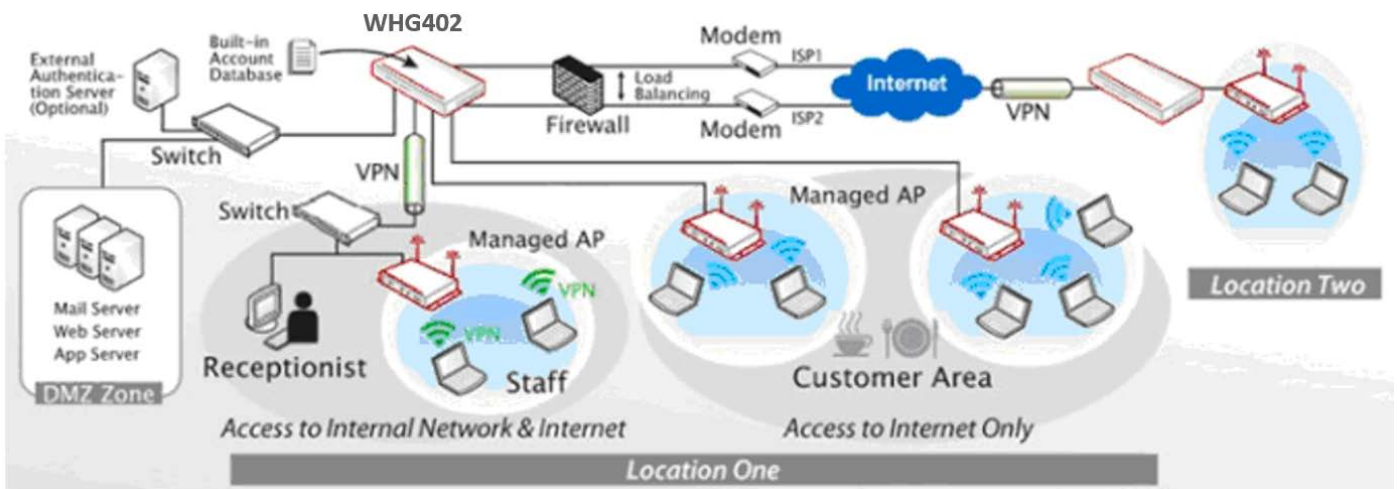 WHG402
External
Authentica-
tion Server
(Optional)
Built-in
Account
Database
Switch
Modem
ISP1
Load
Balancing
Firewall
Modem
ISP2
Internet
VPN
VPN
Switch
Managed AP
Managed AP
VPN
VPN
Mail Server
Web Server
App Server
DMZ Zone
Receptionist
Staff
Customer Area
Location Two
Access to Internal Network & Internet
Access to Internet Only
Location One